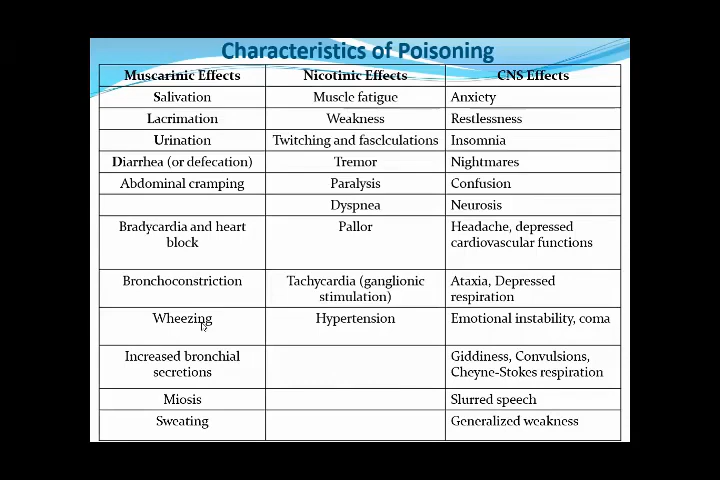 Characteristics of Poisoning
Muscarinic Effects Nicotinic Effects CNS Effects
Salivation Muscle fatigue Anxiety
Lacrimation Weakness Restlessness
Urination Twitching and fasclculations Insomnia
Diarrhea (or defecation) Tremor Nightmares
Abdominal cramping Paralysis Confusion
Dyspnea Neurosis
Bradycardia and heart Pallor Headache, depressed
block cardiovascular functions
Bronchoconstriction Tachycardia (ganglionic Ataxia, Depressed
stimulation) respiration
Wheezing Hypertension Emotional instability, coma
Increased bronchial Giddiness, Convulsions,
secretions Cheyne-Stokes respiration
Miosis Slurred speech
Sweating Generalized weakness